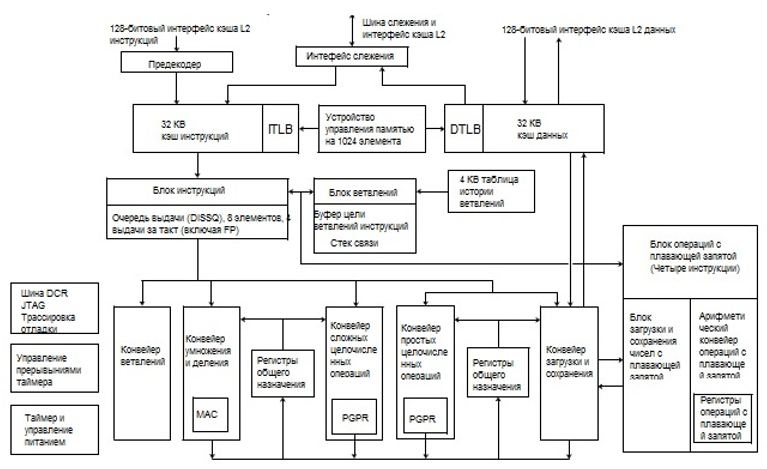 128-битовый интерфейс кэша L2
инструкций
Шина слежения и
интерфейс кэша L2
128-битовый интерфейс кэша L2 данных
Предекодер
Интефейс слежения
32 KB
кэш инструкций
ITLB
Устройство
управления памятью
на 1024 элемента
DTLB
32 KB
кэш данных
Блок инструкций
Очередь выдачи (DISSQ), 8 элементов, 4
выдачи за такт (включая FP)
Блок ветвлений
Буфер цели
ветвлений инструкций
Стек связи
4 KB таблица
истории
ветвлений
Блок операций с
плавающей запятой
(Четыре инструкции)
Шина DCR
JTAG
Трассировка
отладки
Управление
прерываниями
таймера
Таймер и
управление
питанием
Конвейер
ветвлений
Конвейер
умножения
и деления
MAC
Регистры
общего
назначения
Конвейер
сложных
целочисле
нных
операций
PGPR
Конвейер
простых
целочисле
нных
операций
PGPR
Регистры
общего
назначения
Конвейер
загрузки и
сохранения
Блок
загрузки и
сохранения
чисел с
плавающей
запятой
Арифмети
ческий
конвейер
операций с
плавающе
й запятой
Регистры
операций с
плавающе
й запятой